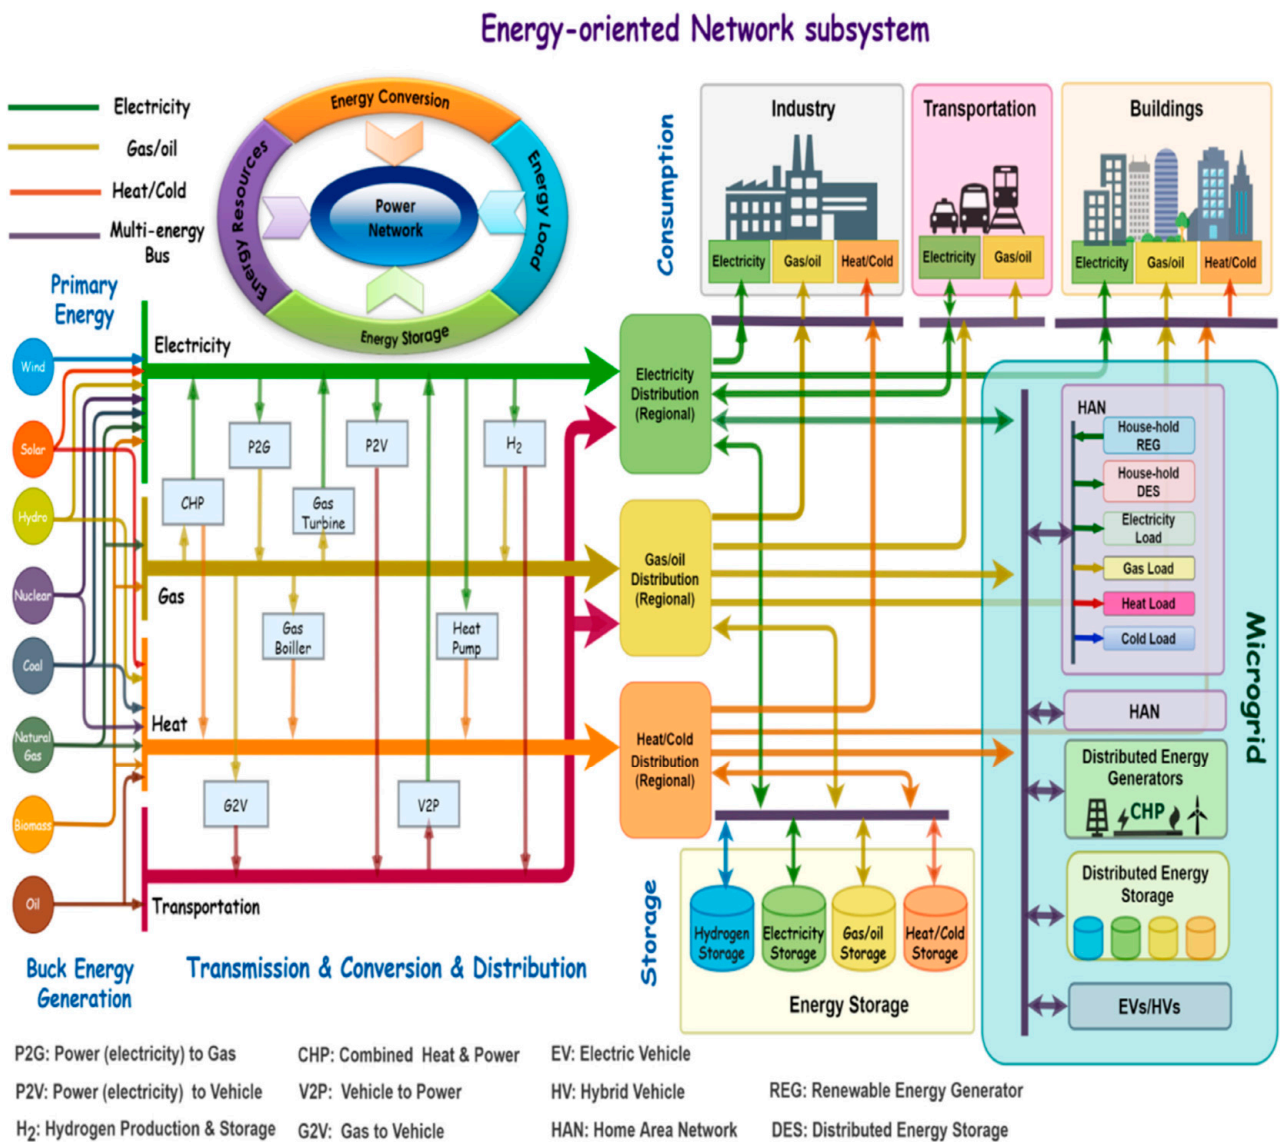 Energy-oriented Network subsystem
Electricity
Gas/oil
Heat/Cold
Multi-energy
Bus
Energy Conversion
Energy Resources
Energy Load
Energy Storage
Power
Network
Consumption
Industry
Electricity
Gas/oil
Heat/Cold
Transportation
Electricity
Gas/oil
Buildings
Electricity
Gas/oil
Heat/Cold
Primary
Energy
Wind
Solar
Hydro
Nuclear
Coal
Natural
Gas
Biomass
Oil
Buck Energy
Generation
Electricity
P2G
P2V
H2
CHP
Gas
Turbine
Gas
Gas
Boiller
Heat
Pump
Heat
G2V
V2P
Transportation
Transmission & Conversion & Distribution
Electricity
Distribution
(Regional)
Gas/oil
Distribution
(Regional)
Heat/Cold
Distribution
(Regional)
Storage
Hydrogen
Storage
Electricity
Storage
Gas/oil
Storage
Heat/Cold
Storage
Energy Storage
Microgrid
HAN
House-hold
REG
House-hold
DES
Electricity
Load
Gas Load
Heat Load
Cold Load
HAN
Distributed Energy
Generators
CHP
Distributed Energy
Storage
EVs/HVs
P2G: Power (electricity) to Gas
CHP: Combined Heat & Power
EV: Electric Vehicle
P2V: Power (electricity) to Vehicle
V2P: Vehicle to Power
HV: Hybrid Vehicle
REG: Renewable Energy Generator
H2: Hydrogen Production & Storage
G2V: Gas to Vehicle
HAN: Home Area Network
DES: Distributed Energy Storage